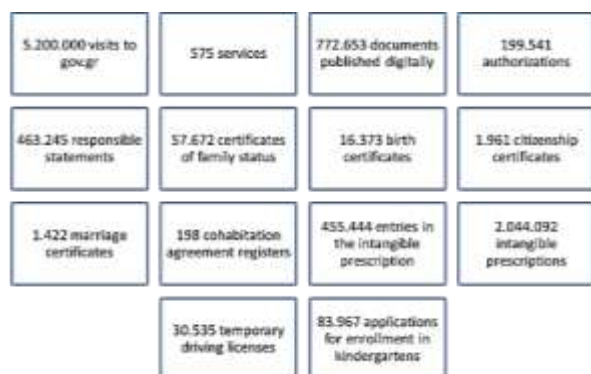 5.200.000 visits to
gov.gr
575 services
772.653 documents
published digitally
199.541
authorizations
463.245 responsible
statements
57.672 certificates
of family status
16.373 birth
certificates
1.961 citizenship
certificates
1.422 marriage
certificates
198 cohabitation
agreement registers
455.444 entries in
the intangible
prescription
2.044.092
intangible
prescriptions
30.535 temporary
driving licenses
83.967 applications
for enrollment in
kindergartens